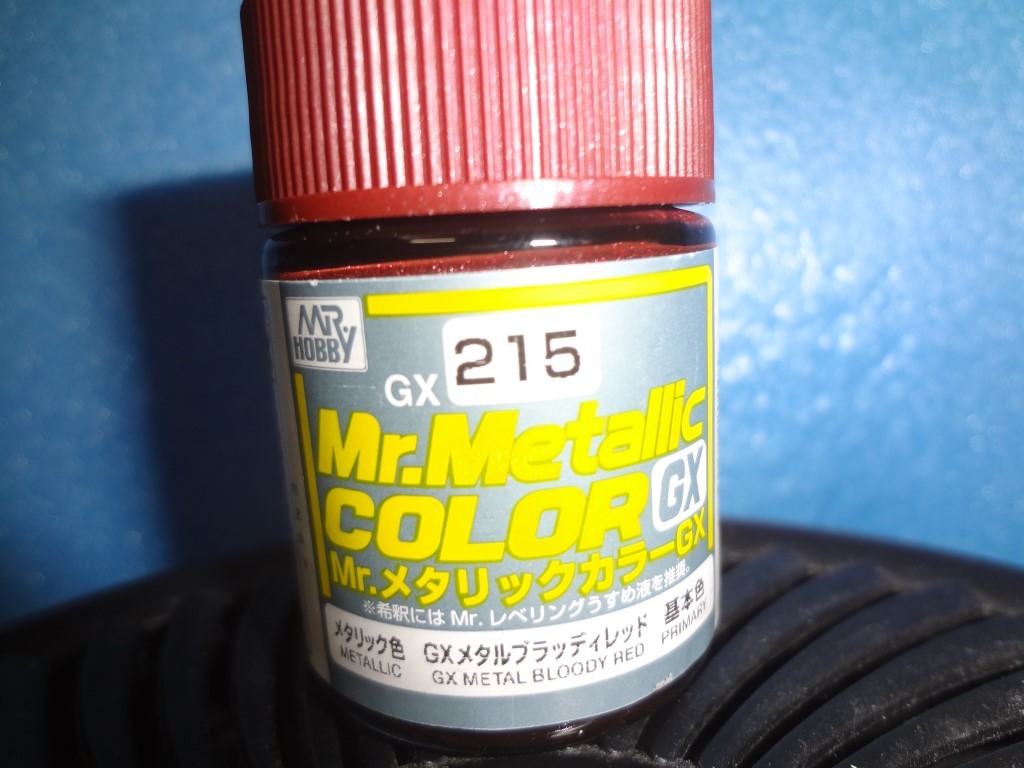 MR. HOBBY
GX 215
Mr.Metallic
COLOR GX
Mr.メタリックカラーGX
※希釈にはMr.レベリングうすめ液を推奨。
メタリック色 GXメタルブラッディレッド 基本色
METALLIC GX METAL BLOODY RED PRIMARY